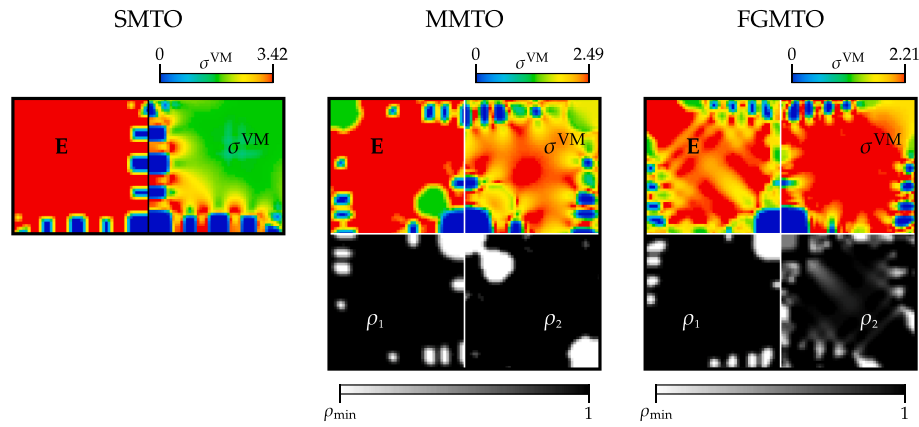 SMTO MMTO FGMTO
0 σ^VM 3.42 0 σ^VM 2.49 0 σ^VM 2.21
E σ^VM E σ^VM E σ^VM
ρ₁ ρ₂ ρ₁ ρ₂
ρmin 1 ρmin 1